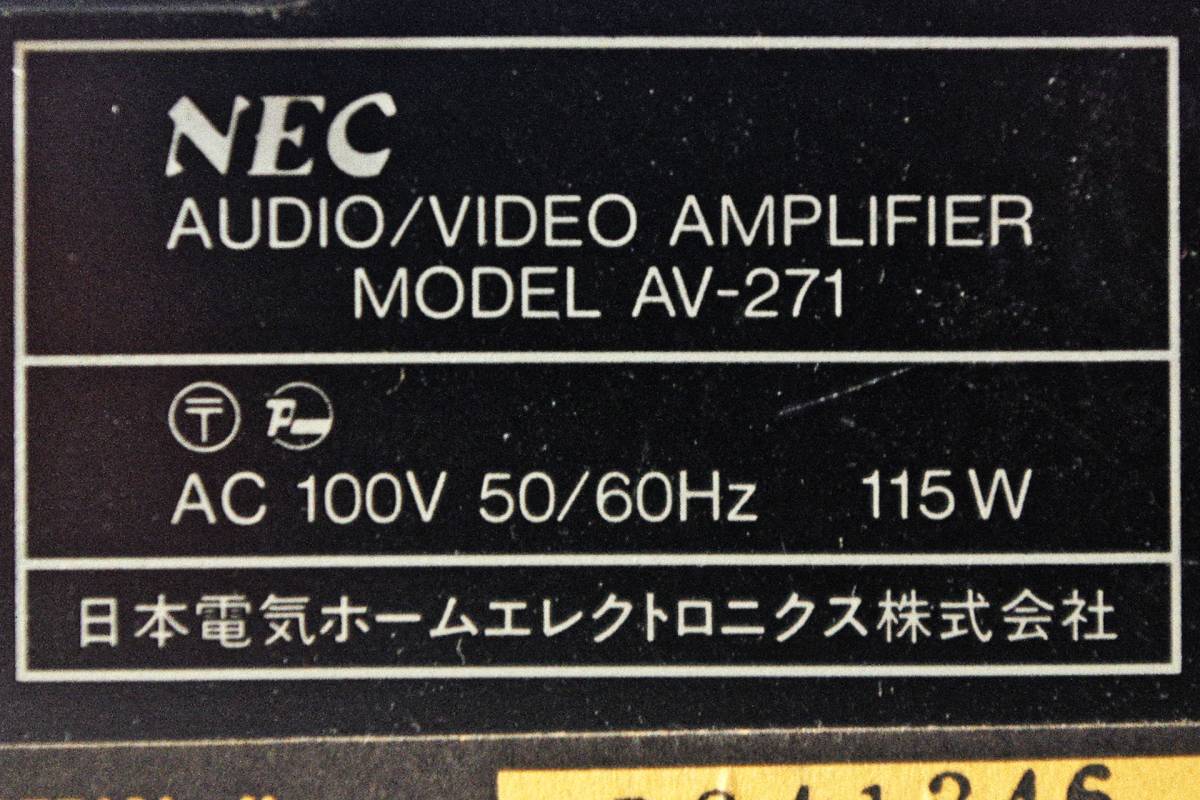 NEC
AUDIO/VIDEO AMPLIFIER
MODEL AV-271
〒
AC 100V 50/60Hz 115W
日本電気ホームエレクトロニクス株式会社